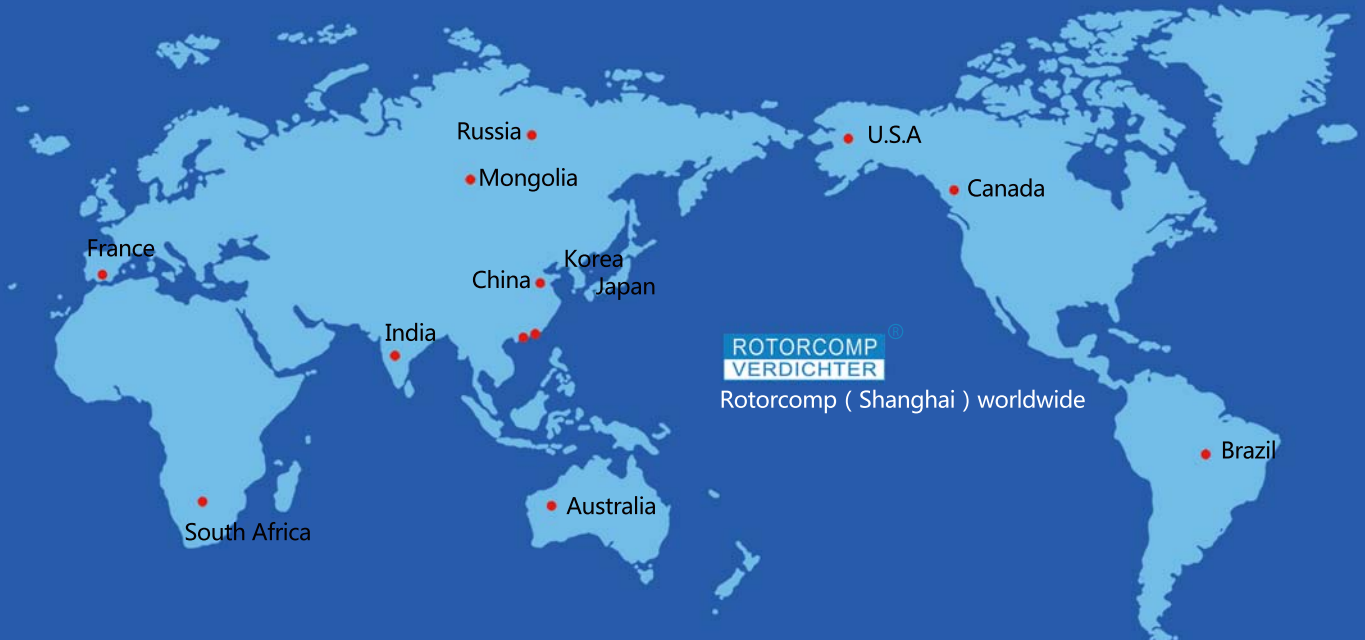 Russia
U.S.A
Mongolia
Canada
France
Korea
China
Japan
India
ROTORCOMP ®
VERDICHTER
Rotorcomp ( Shanghai ) worldwide
Brazil
Australia
South Africa